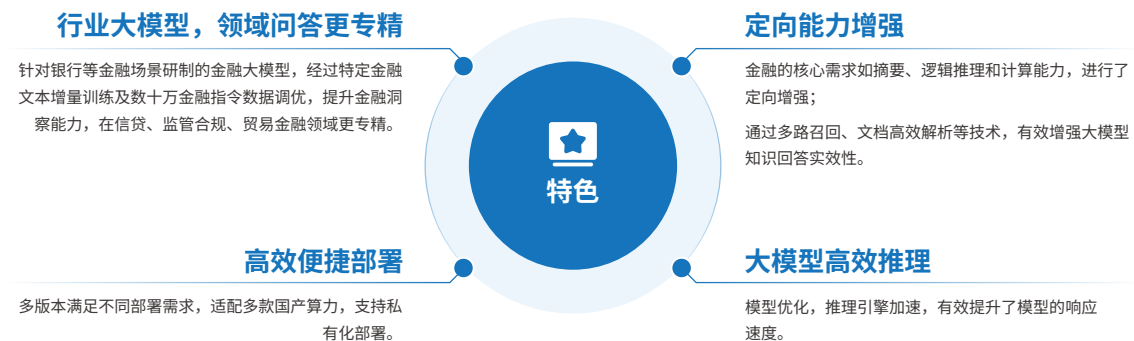 行业大模型，领域问答更专精
针对银行等金融场景研制的金融大模型，经过特定金融
文本增量训练及数十万金融指令数据调优，提升金融洞
察能力，在信贷、监管合规、贸易金融领域更专精。
定向能力增强
金融的核心需求如摘要、逻辑推理和计算能力，进行了
定向增强；
通过多路召回、文档高效解析等技术，有效增强大模型
知识回答实效性。
特色
高效便捷部署
多版本满足不同部署需求，适配多款国产算力，支持私
有化部署。
大模型高效推理
模型优化，推理引擎加速，有效提升了模型的响应
速度。